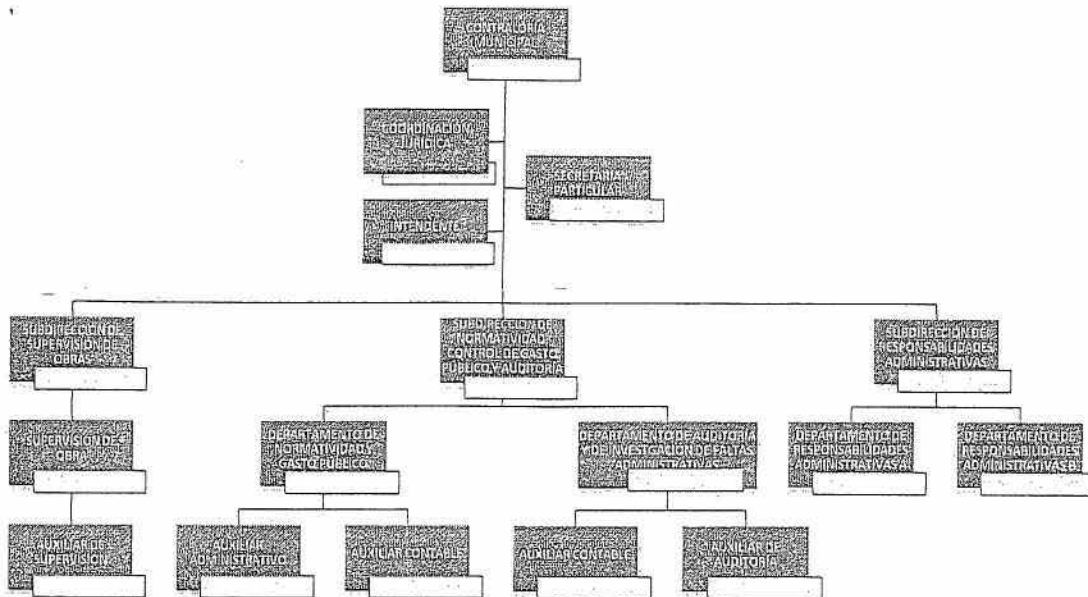 CONTRALORÍA
MUNICIPAL
COORDINACIÓN
JURÍDICA
SECRETARIA
PARTICULAR
INTENDENTE
SUBDIRECCIÓN DE
SUPERVISIÓN DE
OBRAS
SUBDIRECCIÓN DE
NORMATIVIDAD
CONTROL DE GASTO
PÚBLICO Y AUDITORÍA
SUBDIRECCIÓN DE
RESPONSABILIDADES
ADMINISTRATIVAS
SUPERVISIÓN DE
OBRA
DEPARTAMENTO DE
NORMATIVIDAD Y
GASTO PÚBLICO
DEPARTAMENTO DE AUDITORÍA
Y DE INVESTGACIÓN DE FALTAS
ADMINISTRATIVAS
DEPARTAMENTO DE
RESPONSABILIDADES
ADMINISTRATIVAS A
DEPARTAMENTO DE
RESPONSABILIDADES
ADMINISTRATIVAS B
AUXILIAR DE
SUPERVISIÓN
AUXILIAR
ADMINISTRATIVO
AUXILIAR CONTABLE
AUXILIAR CONTABLE
AUXILIAR DE
AUDITORÍA